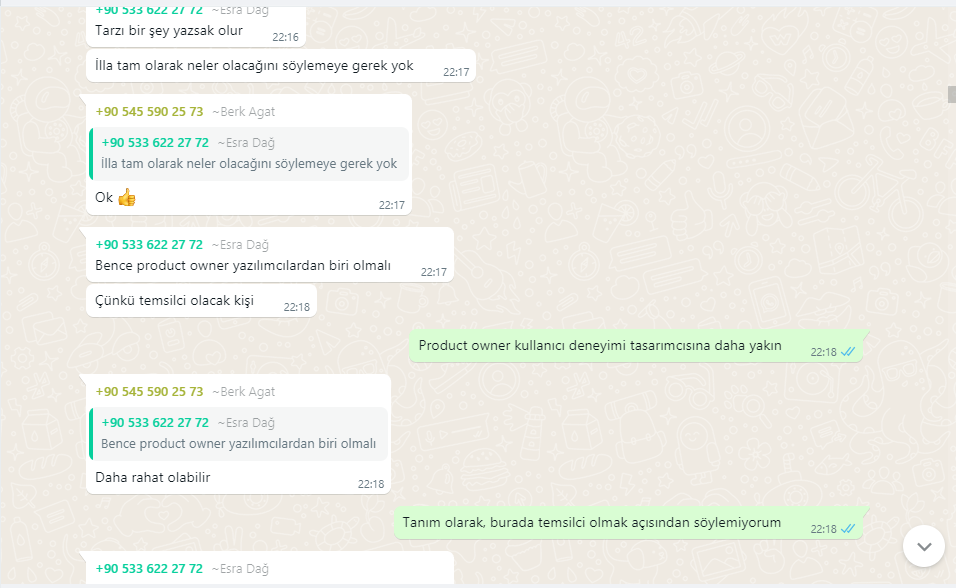 +90 533 622 27 72 ~Esra Dağ
Tarzı bir şey yazsak olur 22:16
İlla tam olarak neler olacağını söylemeye gerek yok 22:17
+90 545 590 25 73 ~Berk Agat
+90 533 622 27 72 ~Esra Dağ
İlla tam olarak neler olacağını söylemeye gerek yok
Ok 👍 22:17
+90 533 622 27 72 ~Esra Dağ
Bence product owner yazılımcılardan biri olmalı 22:17
Çünkü temsilci olacak kişi 22:18
Product owner kullanıcı deneyimi tasarımcısına daha yakın 22:18
+90 545 590 25 73 ~Berk Agat
+90 533 622 27 72 ~Esra Dağ
Bence product owner yazılımcılardan biri olmalı
Daha rahat olabilir 22:18
Tanım olarak, burada temsilci olmak açısından söylemiyorum 22:18
+90 533 622 27 72 ~Esra Dağ